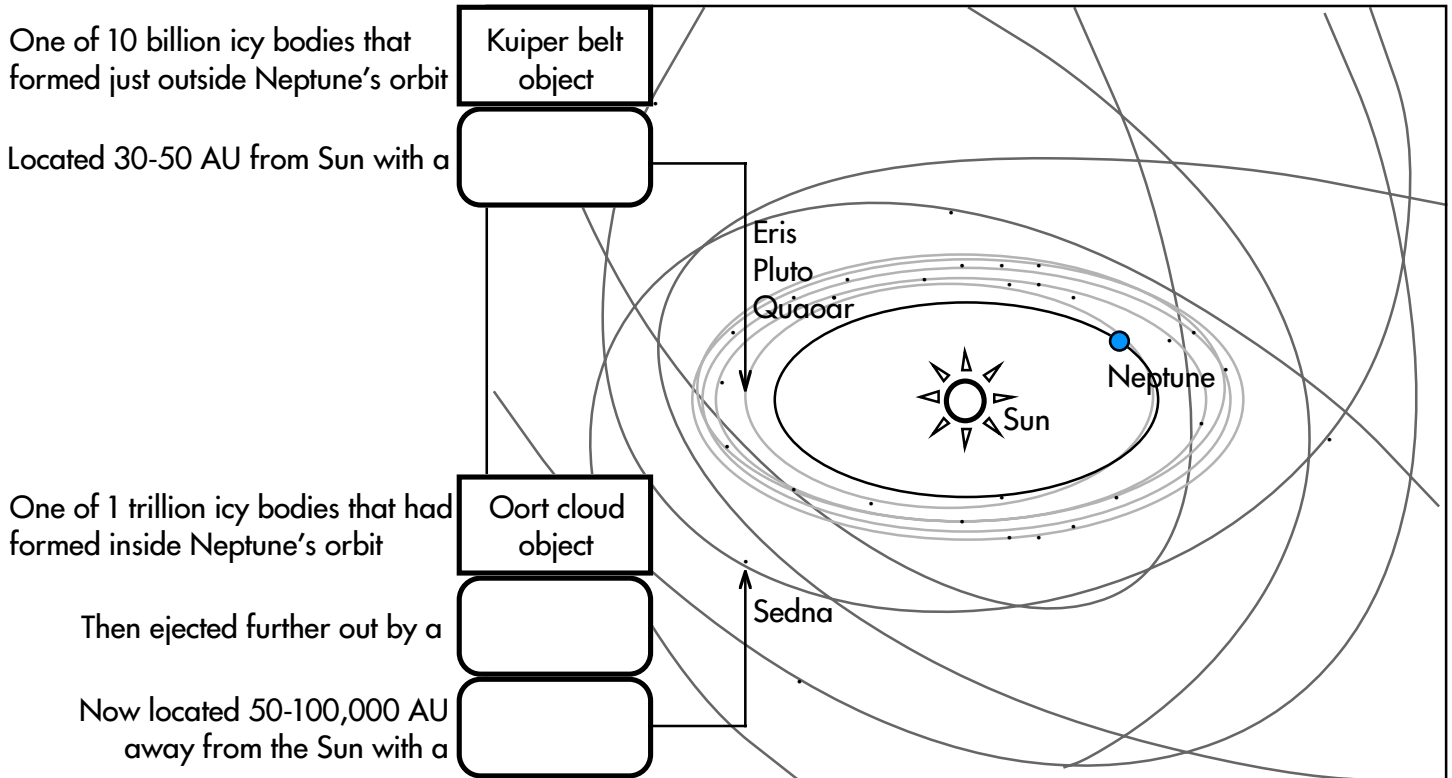 One of 10 billion icy bodies that
formed just outside Neptune's orbit
Kuiper belt
object
Located 30-50 AU from Sun with a
Eris
Pluto
Quaoar
Neptune
Sun
One of 1 trillion icy bodies that had
formed inside Neptune's orbit
Oort cloud
object
Then ejected further out by a
Sedna
Now located 50-100,000 AU
away from the Sun with a